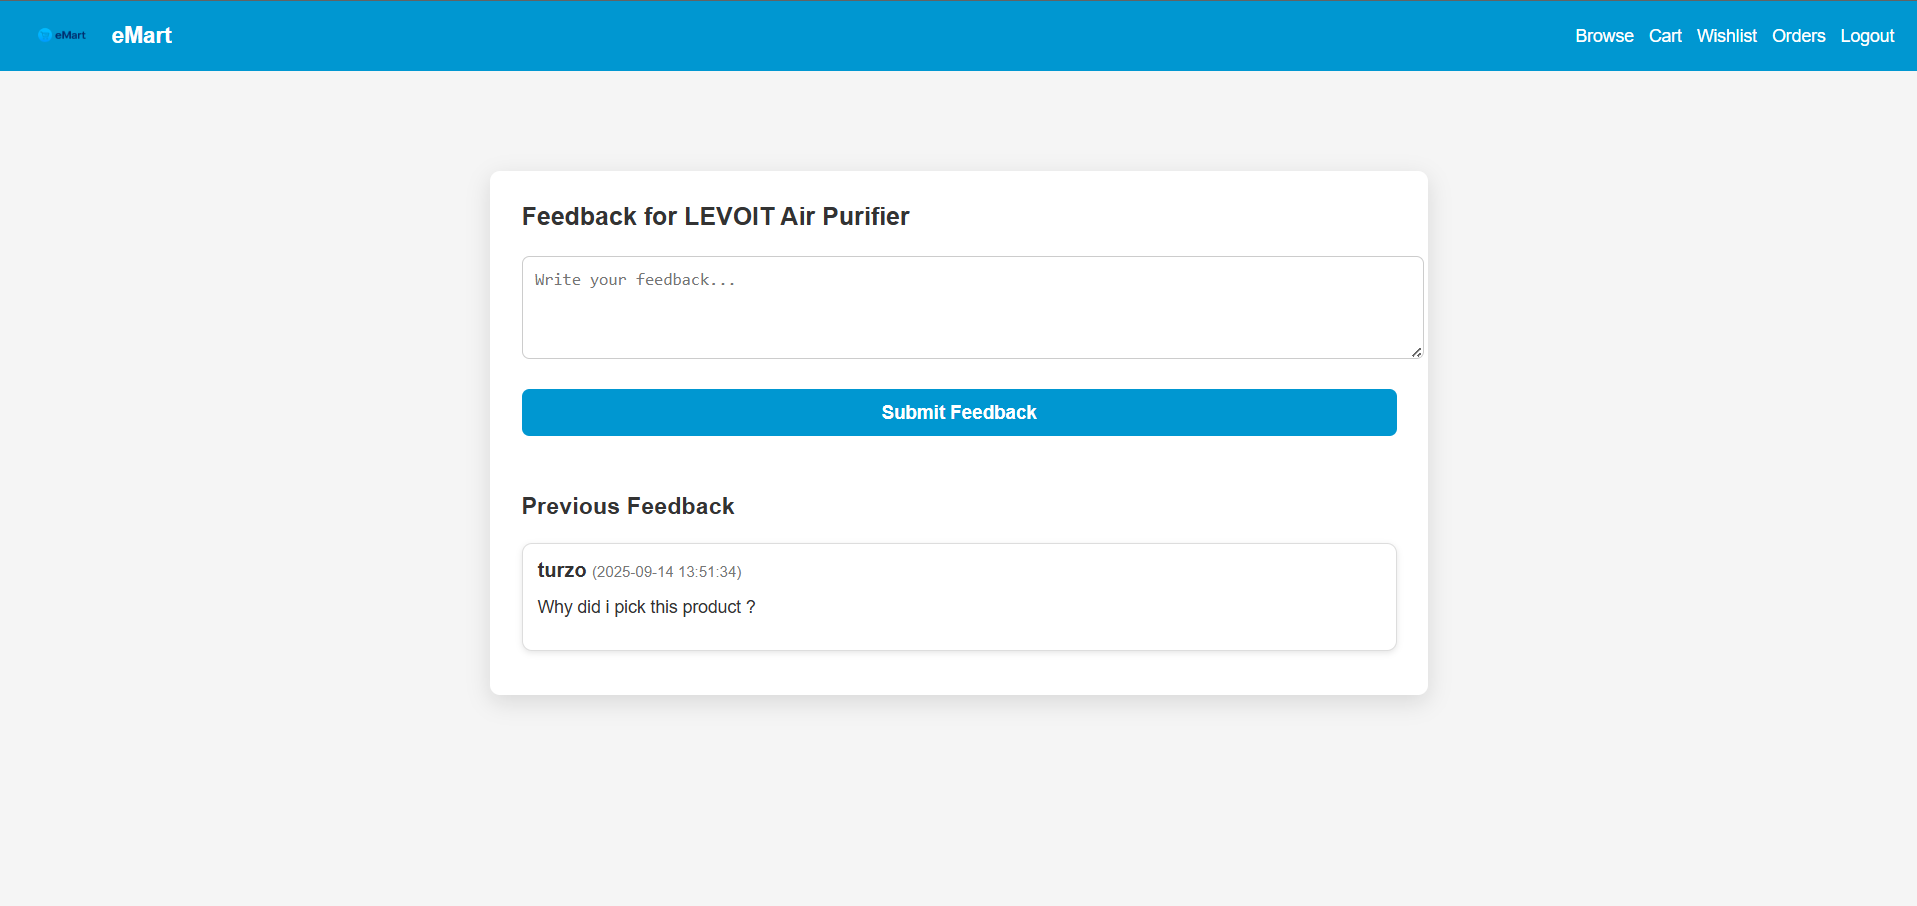 eMart eMart Browse Cart Wishlist Orders Logout
Feedback for LEVOIT Air Purifier
Write your feedback...
Submit Feedback
Previous Feedback
turzo (2025-09-14 13:51:34)
Why did i pick this product ?